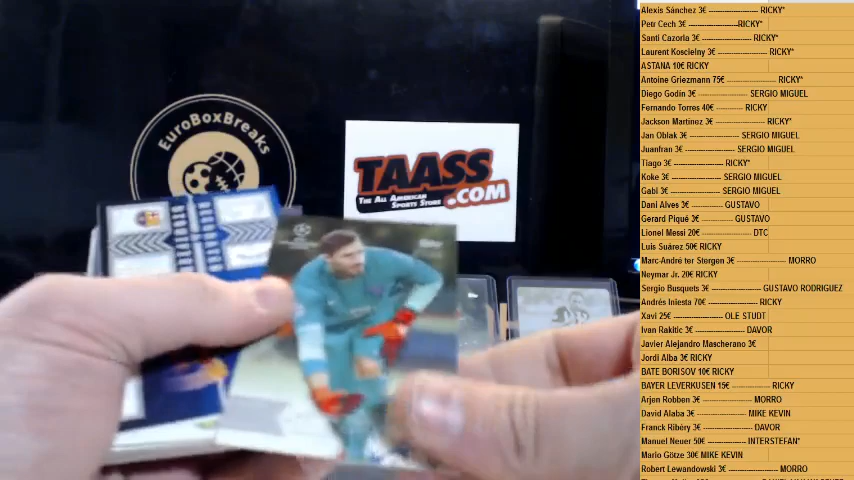 EuroBoxBreaks
TAASS
.COM
THE ALL AMERICAN
SPORTS STORE
Alexis Sánchez 3€ -------------------- RICKY*
Petr Cech 3€ --------------------RICKY*
Santi Cazorla 3€ -------------------- RICKY*
Laurent Koscielny 3€ -------------------- RICKY*
ASTANA 10€ RICKY
Antoine Griezmann 75€ -------------------- RICKY*
Diego Godín 3€ -------------------- SERGIO MIGUEL
Fernando Torres 40€ ----------- RICKY
Jackson Martínez 3€ -------------------- RICKY*
Jan Oblak 3€ -------------------- SERGIO MIGUEL
Juanfran 3€ -------------------- SERGIO MIGUEL
Tiago 3€ -------------------- RICKY*
Koke 3€ -------------------- SERGIO MIGUEL
Gabi 3€ -------------------- SERGIO MIGUEL
Dani Alves 3€ -------------------- GUSTAVO
Gerard Piqué 3€ -------------------- GUSTAVO
Lionel Messi 20€ -------------------- DTC
Luis Suárez 50€ RICKY
Marc-André ter Stergen 3€ -------------------- MORRO
Neymar Jr. 20€ RICKY
Sergio Busquets 3€ -------------------- GUSTAVO RODRIGUEZ
Andrés Iniesta 70€ -------------------- RICKY
Xavi 25€ -------------------- OLE STUDT
Ivan Rakitic 3€ -------------------- DAVOR
Javier Alejandro Mascherano 3€
Jordi Alba 3€ RICKY
BATE BORISOV 10€ RICKY
BAYER LEVERKUSEN 15€ -------------------- RICKY
Arjen Robben 3€ -------------------- MORRO
David Alaba 3€ -------------------- MIKE KEVIN
Franck Ribéry 3€ -------------------- DAVOR
Manuel Neuer 50€ -------------------- INTERSTEFAN*
Mario Götze 30€ MIKE KEVIN
Robert Lewandowski 3€ -------------------- MORRO